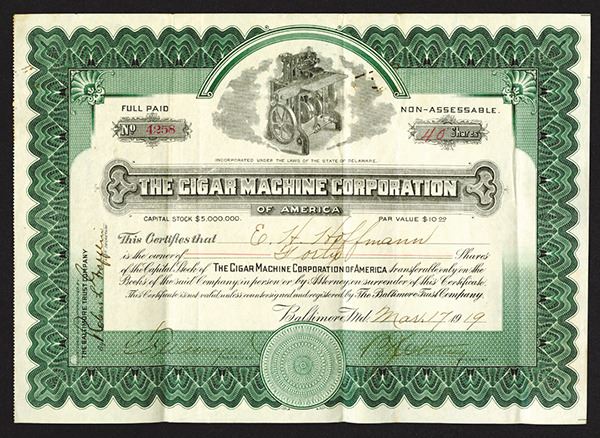 FULL PAID
NON-ASSESSABLE.
No 4258
40 Shares
INCORPORATED UNDER THE LAWS OF THE STATE OF DELAWARE.
THE CIGAR MACHINE CORPORATION
OF AMERICA
CAPITAL STOCK $5,000,000.
PAR VALUE $10.00
This Certifies that E. H. Hoffmann
is the owner of Forty Shares
of the Capital Stock of THE CIGAR MACHINE CORPORATION OF AMERICA transferable only on the
Books of the said Company in person or by Attorney, on surrender of this Certificate.
This Certificate is not valid unless countersigned and registered by The Baltimore Trust Company.
Baltimore, Md. Mar. 17 1919
THE BALTIMORE TRUST COMPANY